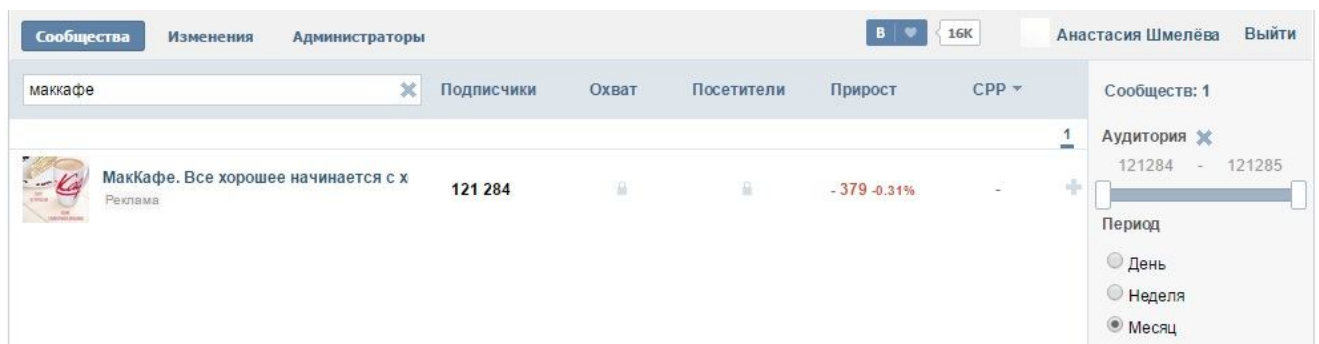 Сообщества Изменения Администраторы В 16K Анастасия Шмелёва Выйти
маккафе Подписчики Охват Посетители Прирост CPP Сообществ: 1
1
Аудитория
121284 - 121285
МакКафе. Все хорошее начинается с х
Реклама
121 284 - 379 -0.31% -
Период
День
Неделя
Месяц